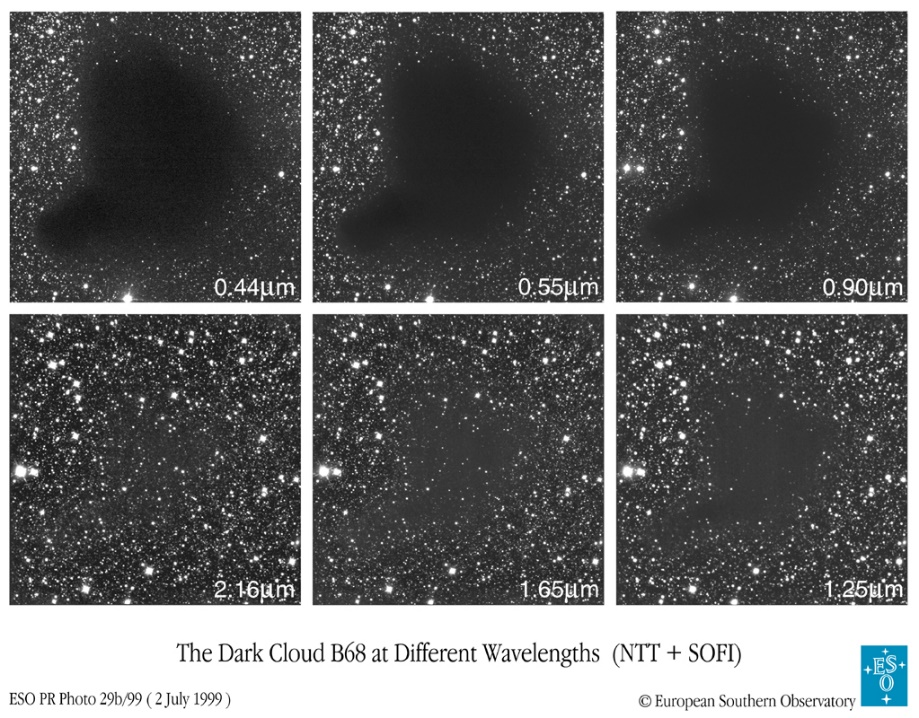 0.44µm
0.55µm
0.90µm
2.16µm
1.65µm
1.25µm
The Dark Cloud B68 at Different Wavelengths (NTT + SOFI)
ESO PR Photo 29b/99 ( 2 July 1999 )
© European Southern Observatory
ESO